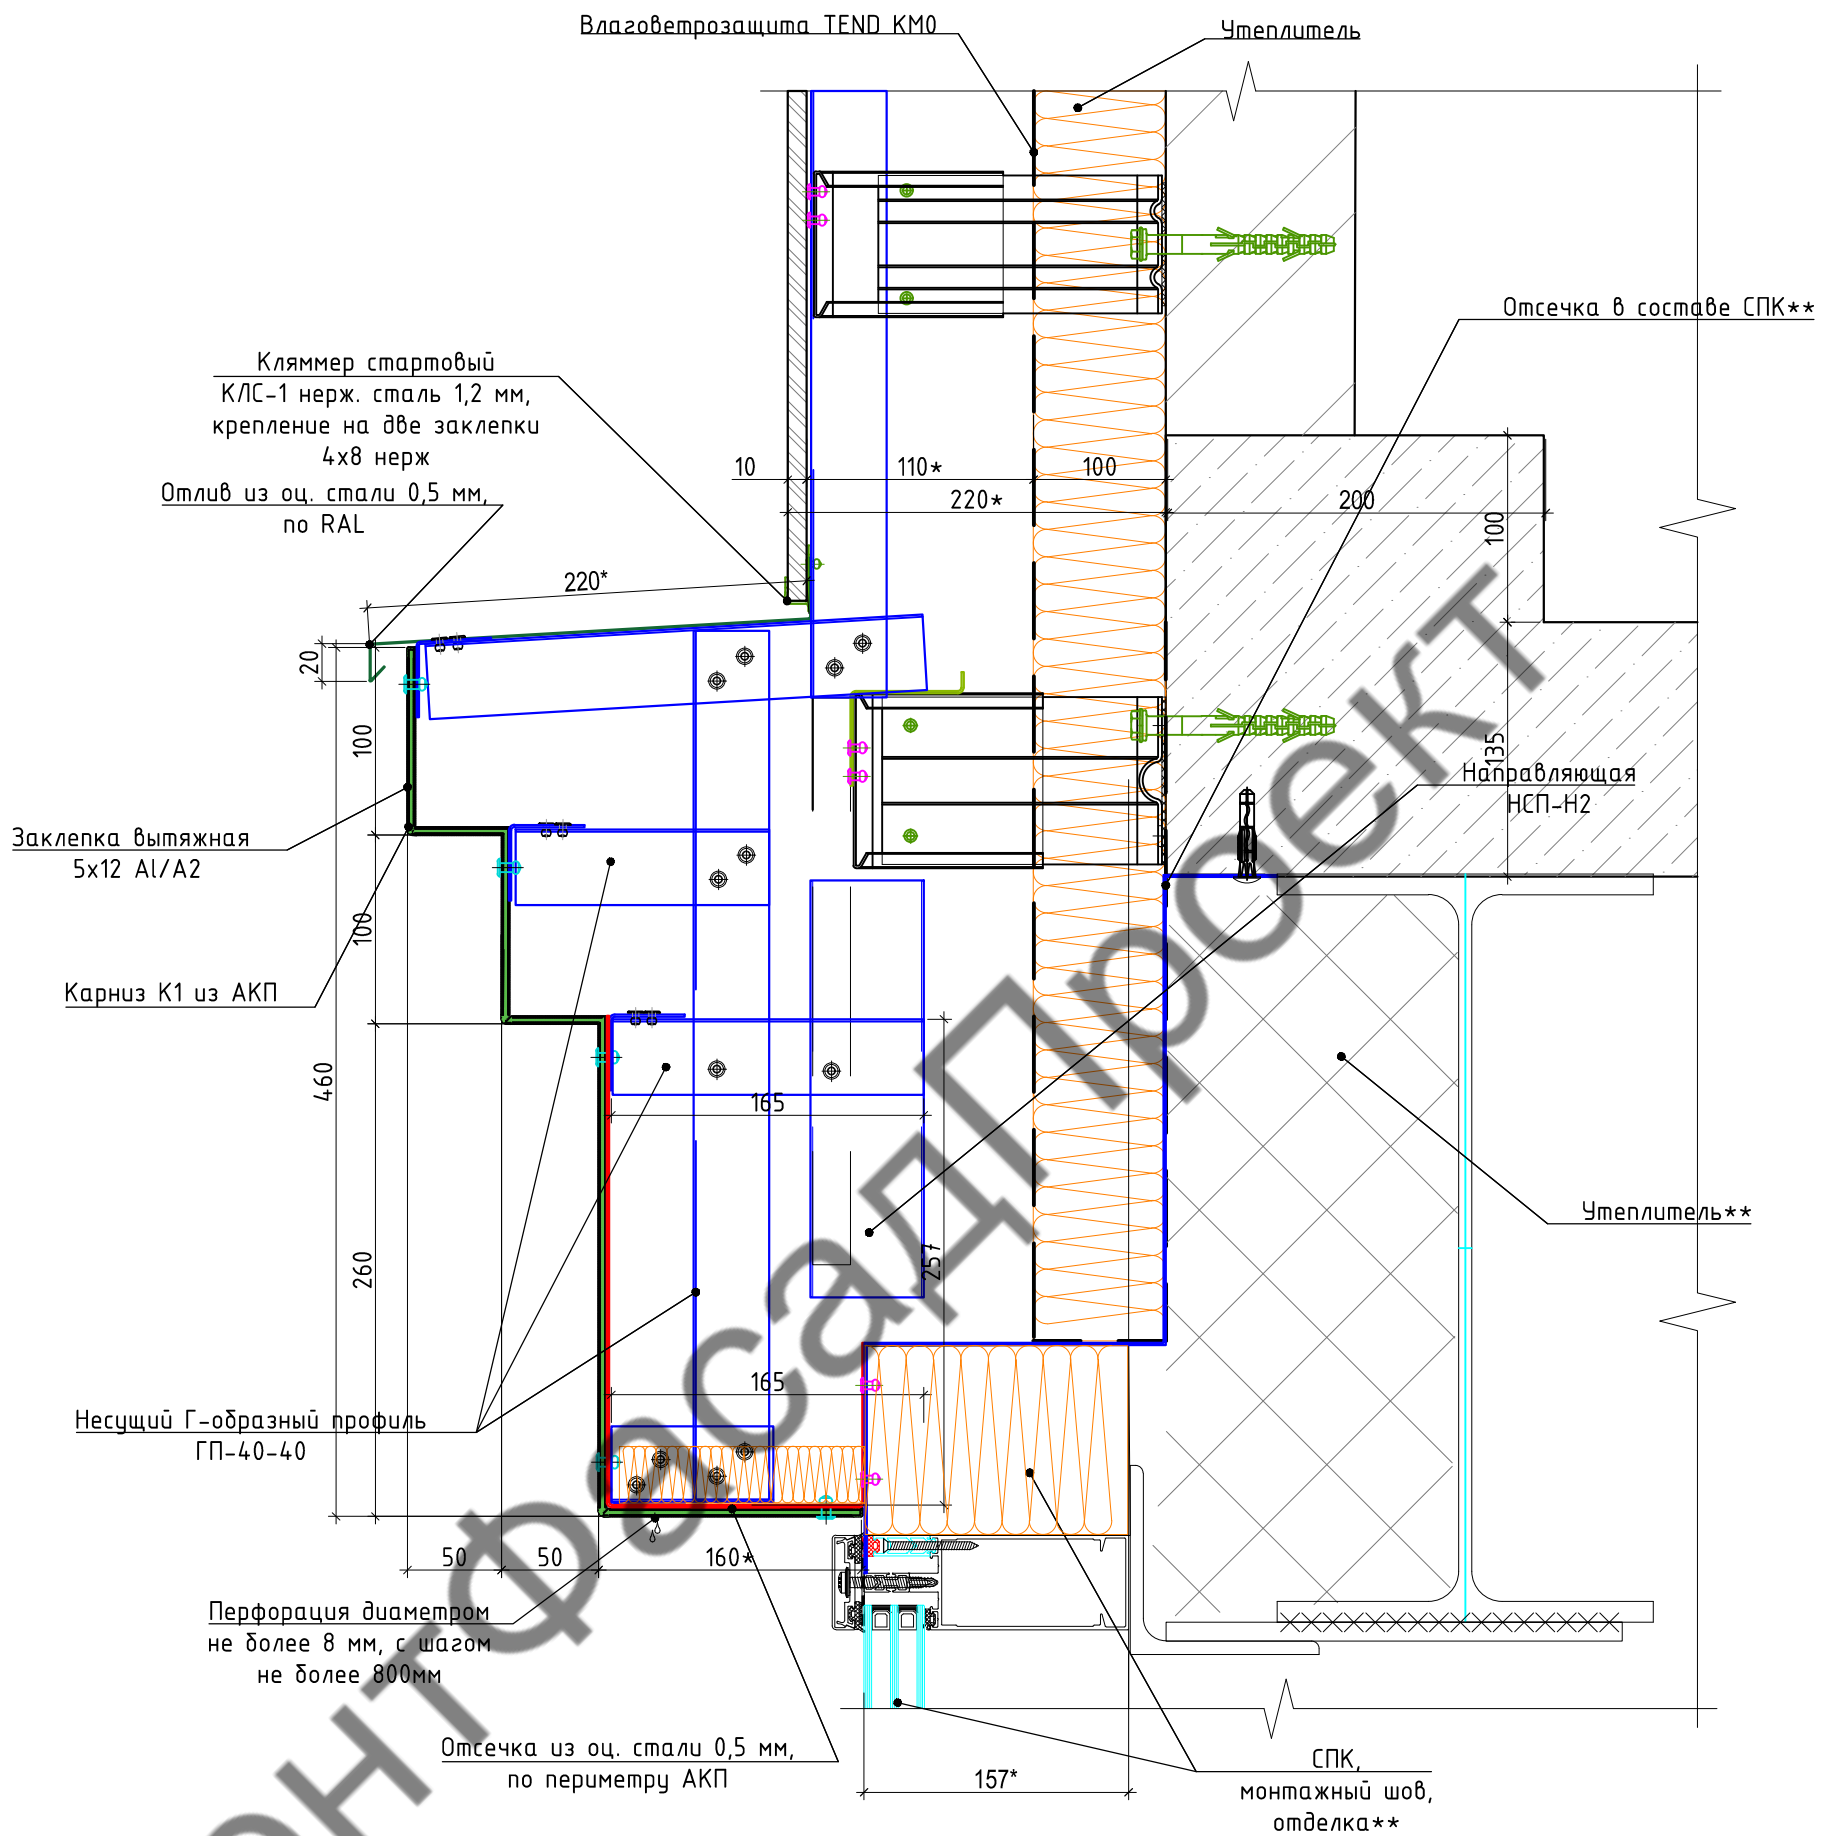 Влаговетрозащита TEND KM0
Утеплитель
Отсечка в составе СПК**
Кляммер стартовый
КЛС-1 нерж. сталь 1,2 мм,
крепление на две заклепки
4х8 нерж
Отлив из оц. стали 0,5 мм,
по RAL
10
110*
100
220*
200
100
220*
20
100
135
Направляющая
НСП-Н2
Заклепка вытяжная
5х12 Al/A2
100
Карниз К1 из АКП
460
165
Утеплитель**
260
257
165
Несущий Г-образный профиль
ГП-40-40
50
50
160*
Перфорация диаметром
не более 8 мм, с шагом
не более 800мм
Отсечка из оц. стали 0,5 мм,
по периметру АКП
157*
СПК,
монтажный шов,
отделка**
онтФасадПроект